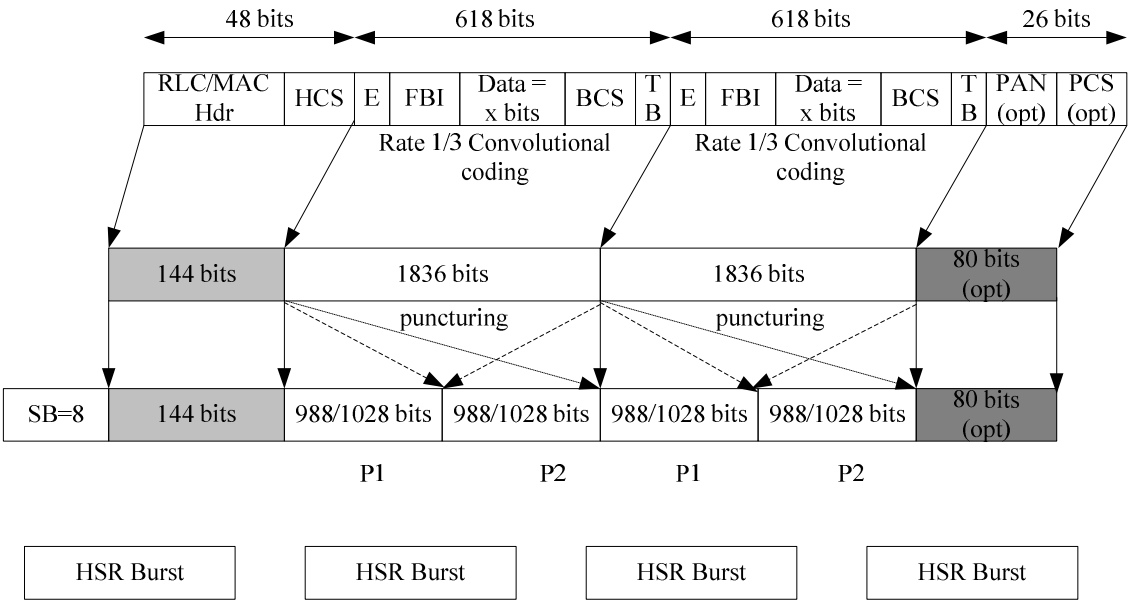 48 bits 618 bits 618 bits 26 bits
RLC/MAC Hdr HCS E FBI Data = x bits BCS T B E FBI Data = x bits BCS T B PAN (opt) PCS (opt)
Rate 1/3 Convolutional coding Rate 1/3 Convolutional coding
144 bits 1836 bits 1836 bits 80 bits (opt)
puncturing puncturing
SB=8 144 bits 988/1028 bits 988/1028 bits 988/1028 bits 988/1028 bits 80 bits (opt)
P1 P2 P1 P2
HSR Burst HSR Burst HSR Burst HSR Burst